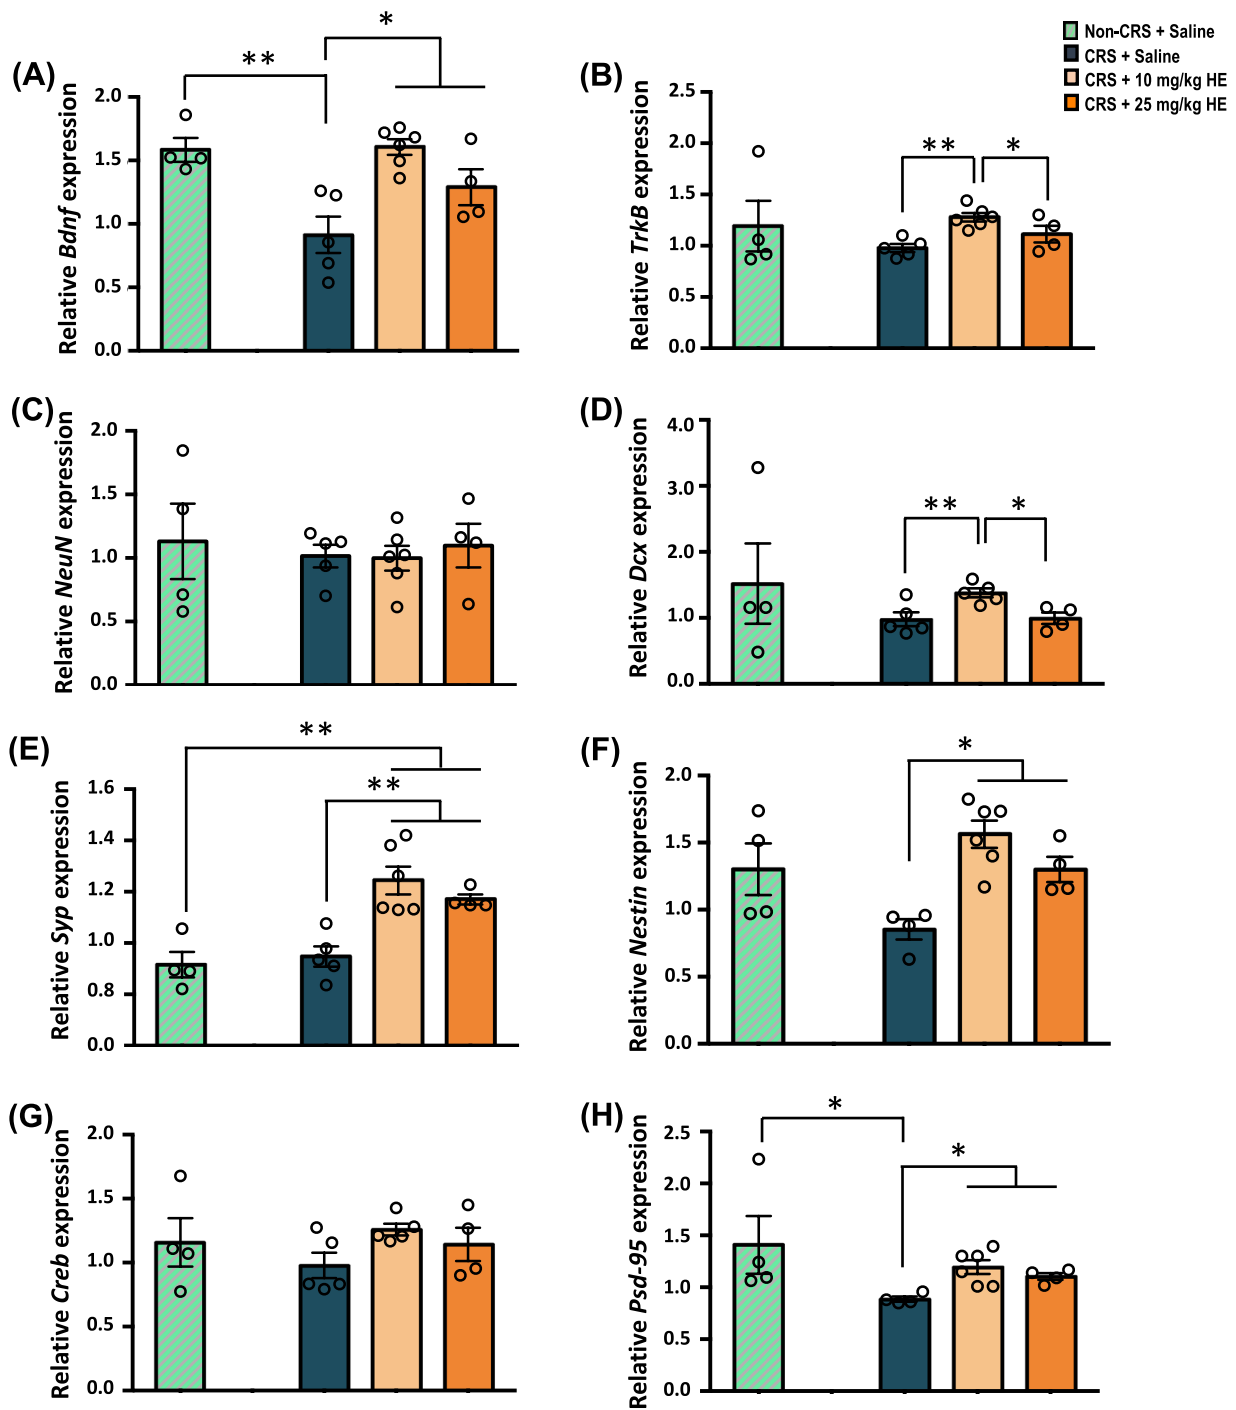 Non-CRS + Saline
CRS + Saline
CRS + 10 mg/kg HE
CRS + 25 mg/kg HE
(A)
Relative Bdnf expression
2.0
1.5
1.0
0.5
0.0
**
*
(B)
Relative TrkB expression
2.5
2.0
1.5
1.0
0.5
0.0
**
*
(C)
Relative NeuN expression
2.0
1.5
1.0
0.5
0.0
(D)
Relative Dcx expression
4.0
3.0
2.0
1.0
0.0
**
*
(E)
Relative Syp expression
1.6
1.4
1.2
1.0
0.8
0.0
**
**
(F)
Relative Nestin expression
2.0
1.5
1.0
0.5
0.0
*
(G)
Relative Creb expression
2.0
1.5
1.0
0.5
0.0
(H)
Relative Psd-95 expression
2.5
2.0
1.5
1.0
0.5
0.0
*
*